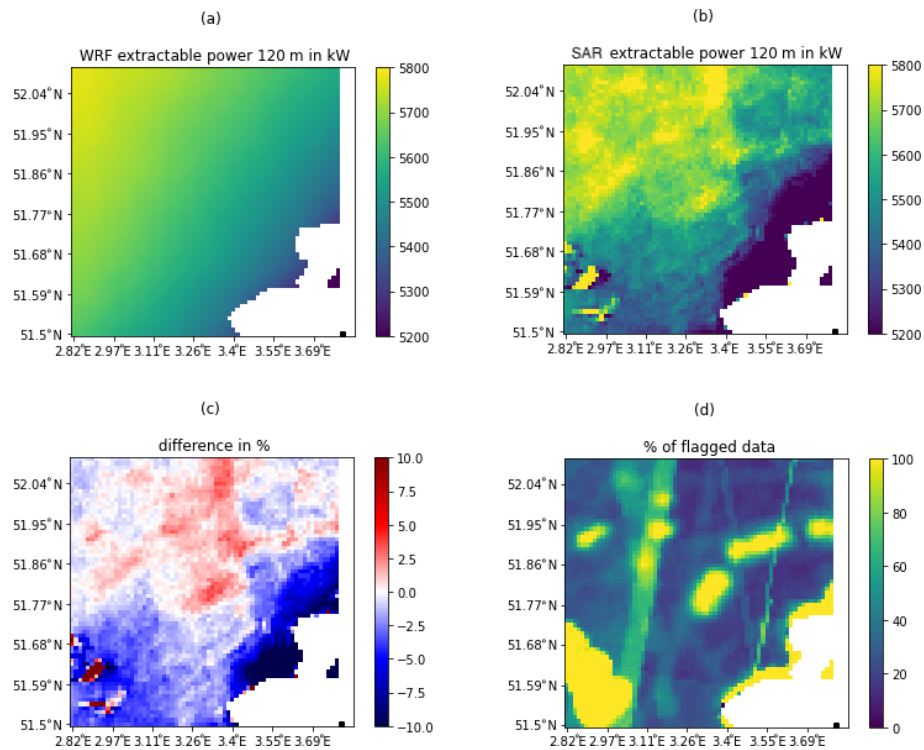 (a)
WRF extractable power 120 m in kW
52.04°N
51.95°N
51.86°N
51.77°N
51.68°N
51.59°N
51.5°N
2.82°E 2.97°E 3.11°E 3.26°E 3.4°E 3.55°E 3.69°E
5800
5700
5600
5500
5400
5300
5200
(b)
SAR extractable power 120 m in kW
52.04°N
51.95°N
51.86°N
51.77°N
51.68°N
51.59°N
51.5°N
2.82°E 2.97°E 3.11°E 3.26°E 3.4°E 3.55°E 3.69°E
5800
5700
5600
5500
5400
5300
5200
(c)
difference in %
52.04°N
51.95°N
51.86°N
51.77°N
51.68°N
51.59°N
51.5°N
2.82°E 2.97°E 3.11°E 3.26°E 3.4°E 3.55°E 3.69°E
10.0
7.5
5.0
2.5
0.0
−2.5
−5.0
−7.5
−10.0
(d)
% of flagged data
52.04°N
51.95°N
51.86°N
51.77°N
51.68°N
51.59°N
51.5°N
2.82°E 2.97°E 3.11°E 3.26°E 3.4°E 3.55°E 3.69°E
100
80
60
40
20
0